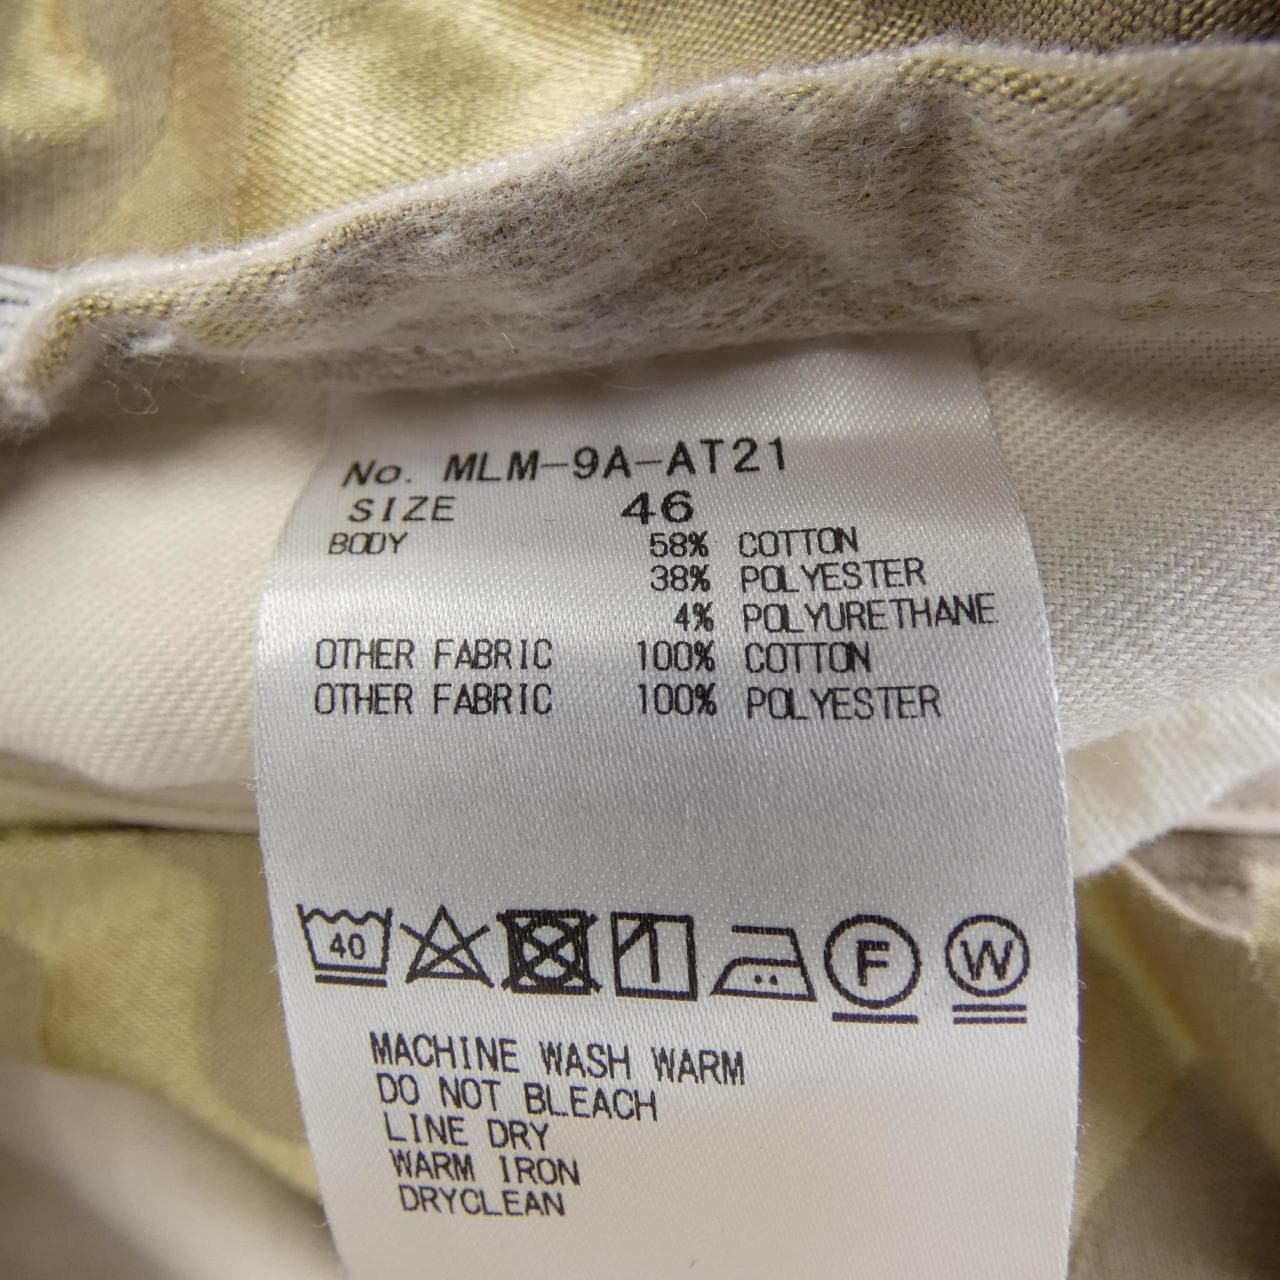 No. MLM-9A-AT21
SIZE 46
BODY 58% COTTON
38% POLYESTER
4% POLYURETHANE
OTHER FABRIC 100% COTTON
OTHER FABRIC 100% POLYESTER
40 F W
MACHINE WASH WARM
DO NOT BLEACH
LINE DRY
WARM IRON
DRYCLEAN